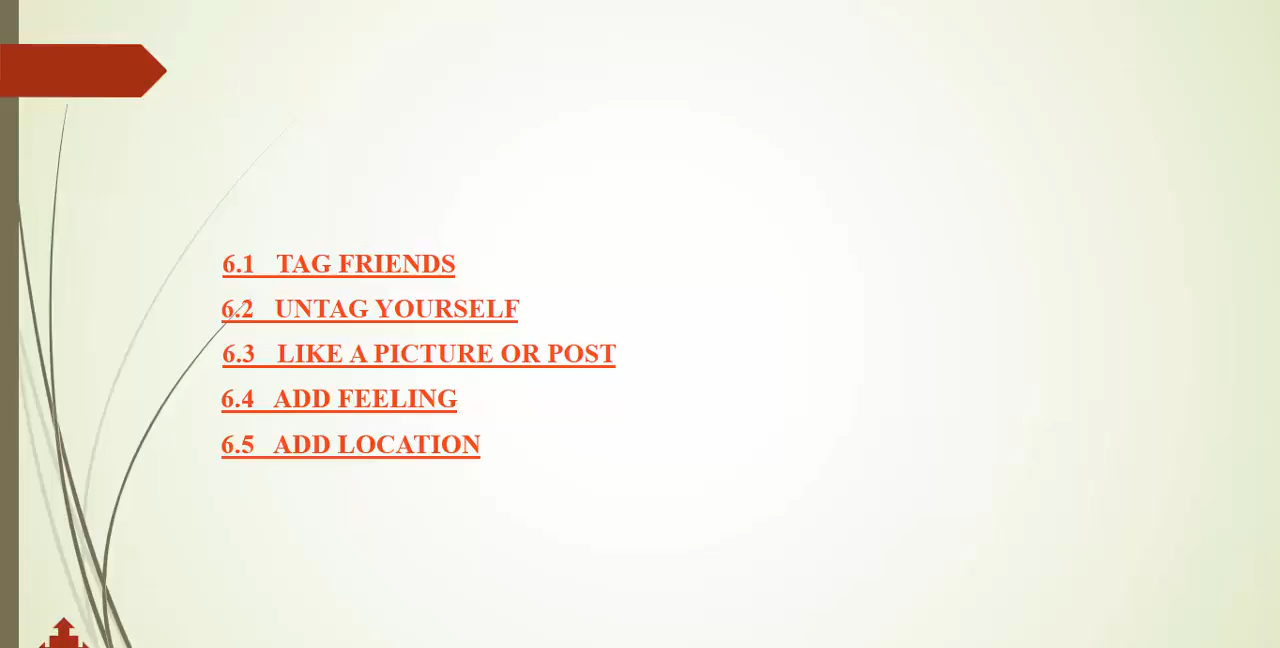 6.1 TAG FRIENDS
6.2 UNTAG YOURSELF
6.3 LIKE A PICTURE OR POST
6.4 ADD FEELING
6.5 ADD LOCATION